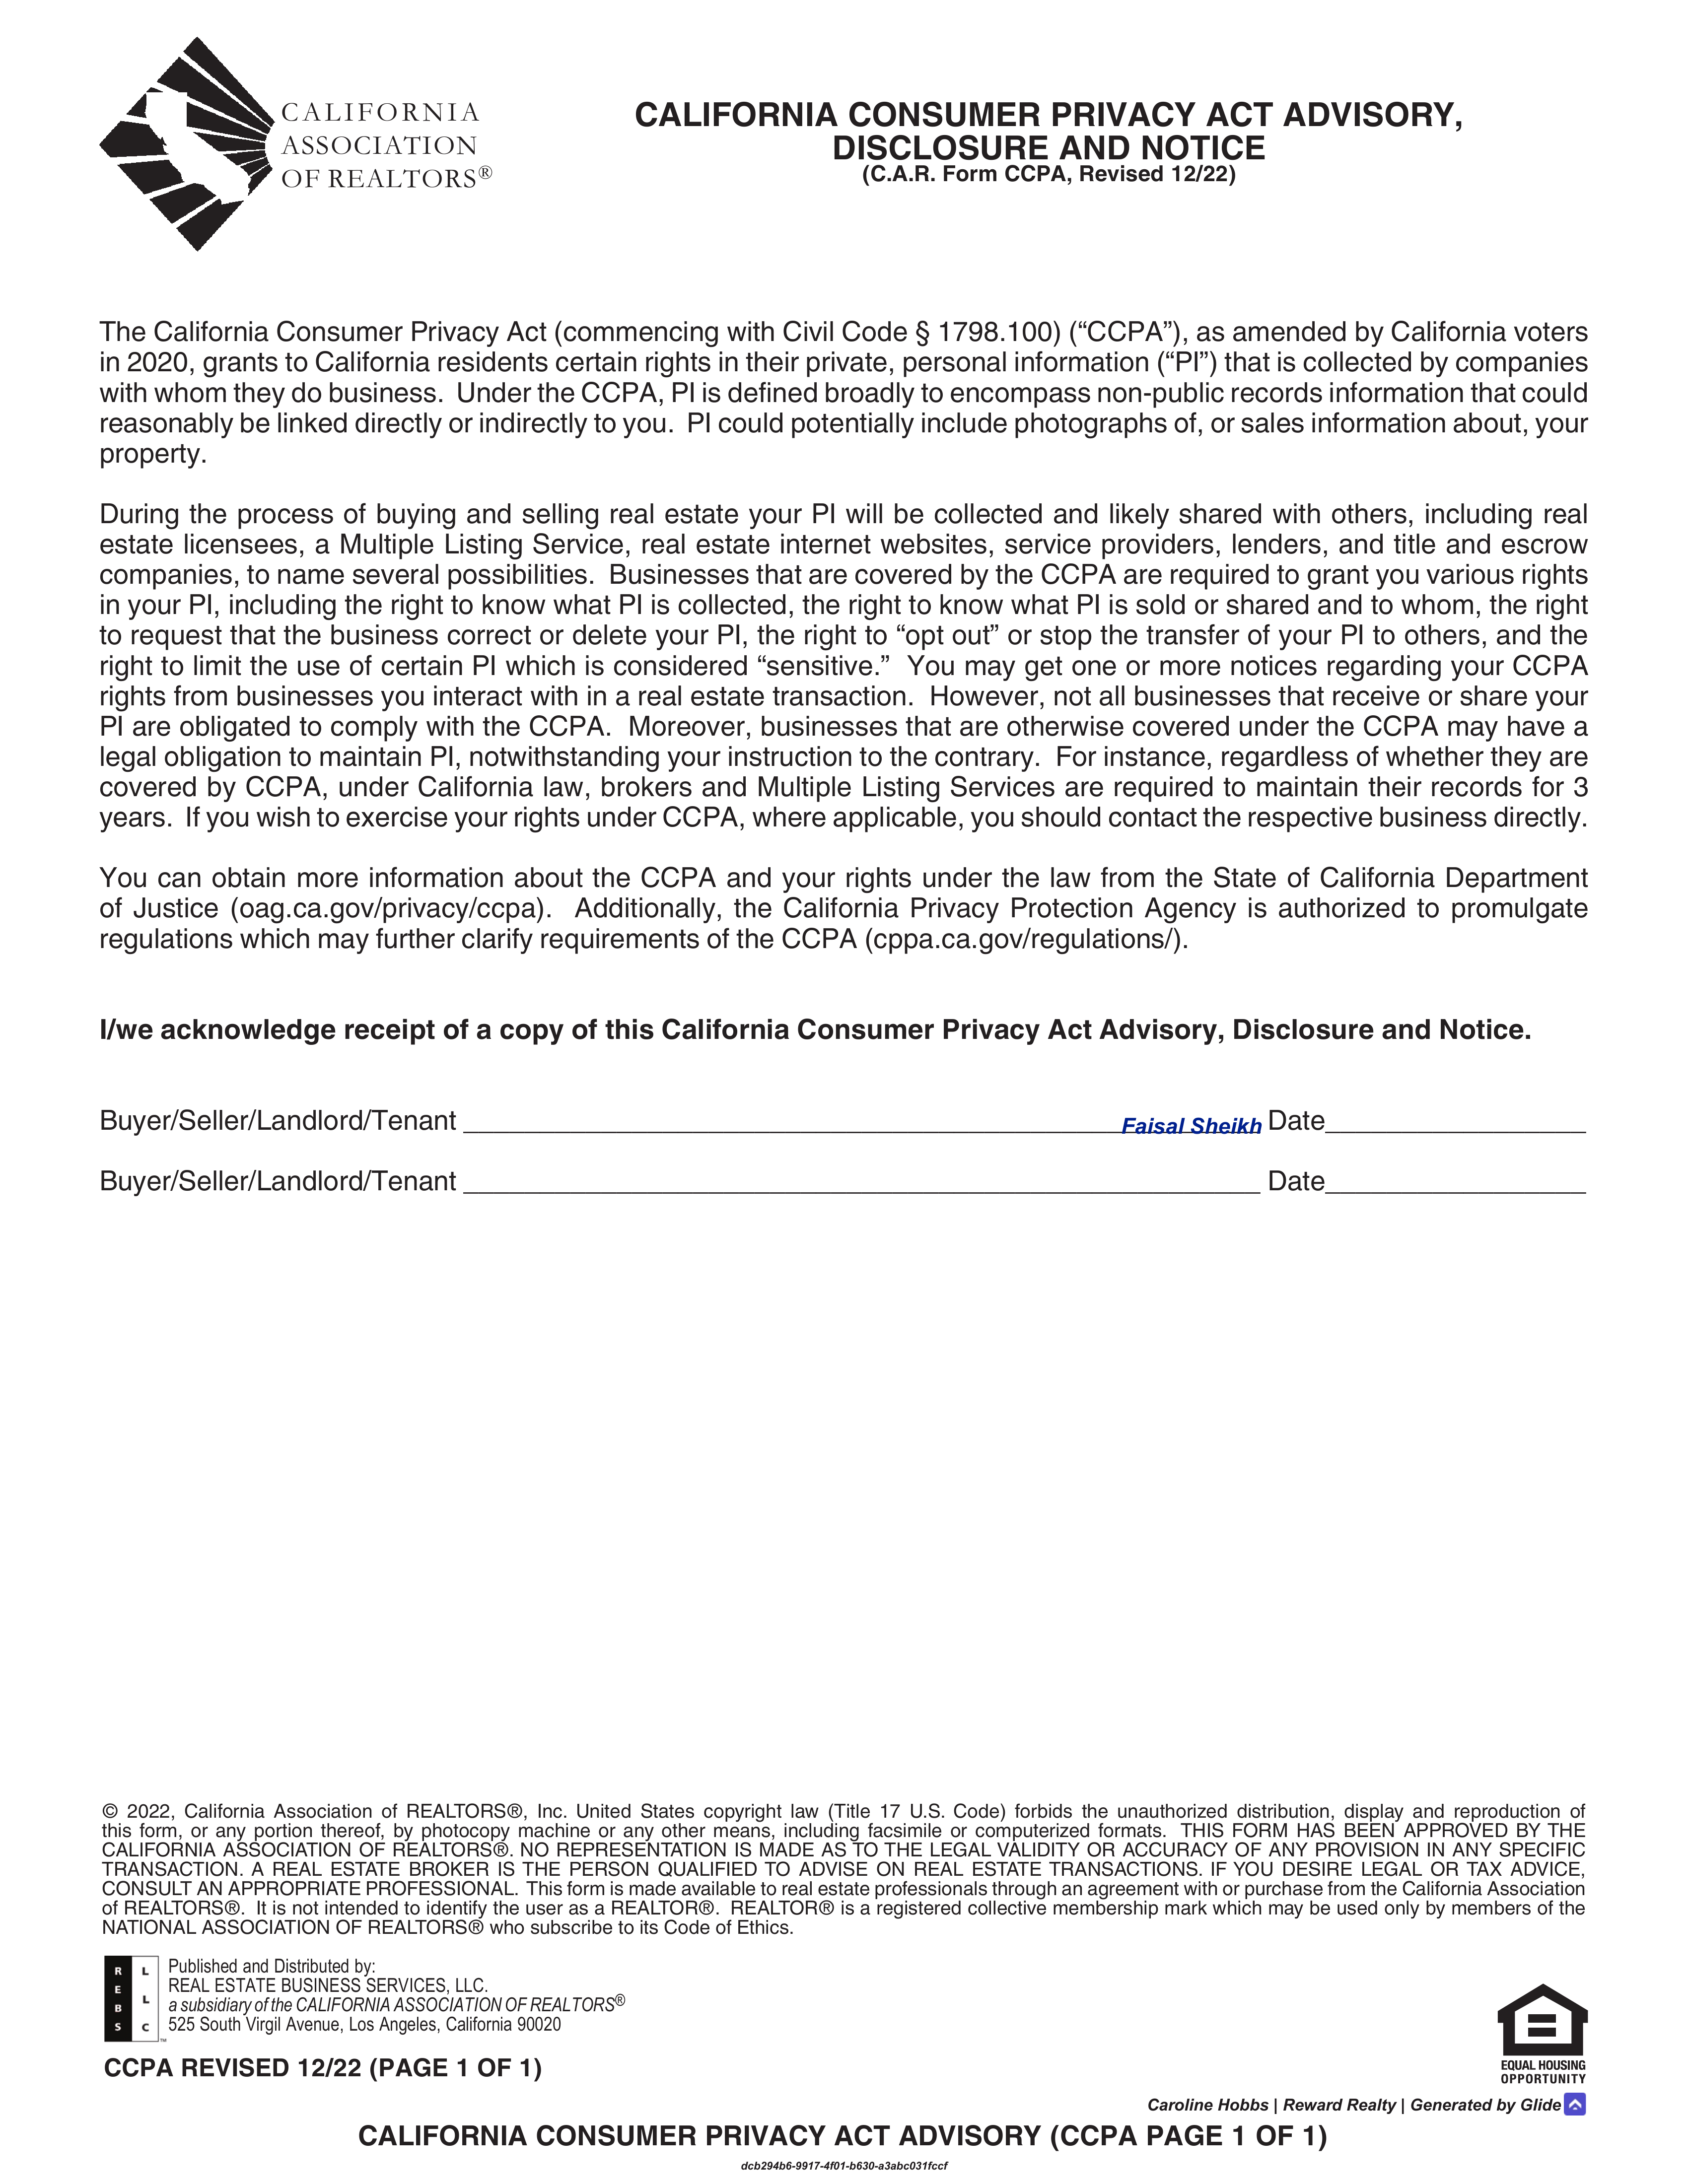 CALIFORNIA
ASSOCIATION
OF REALTORS®
CALIFORNIA CONSUMER PRIVACY ACT ADVISORY,
DISCLOSURE AND NOTICE
(C.A.R. Form CCPA, Revised 12/22)
The California Consumer Privacy Act (commencing with Civil Code § 1798.100) (“CCPA”), as amended by California voters
in 2020, grants to California residents certain rights in their private, personal information (“PI”) that is collected by companies
with whom they do business. Under the CCPA, PI is defined broadly to encompass non-public records information that could
reasonably be linked directly or indirectly to you. PI could potentially include photographs of, or sales information about, your
property.
During the process of buying and selling real estate your PI will be collected and likely shared with others, including real
estate licensees, a Multiple Listing Service, real estate internet websites, service providers, lenders, and title and escrow
companies, to name several possibilities. Businesses that are covered by the CCPA are required to grant you various rights
in your PI, including the right to know what PI is collected, the right to know what PI is sold or shared and to whom, the right
to request that the business correct or delete your PI, the right to “opt out” or stop the transfer of your PI to others, and the
right to limit the use of certain PI which is considered “sensitive.” You may get one or more notices regarding your CCPA
rights from businesses you interact with in a real estate transaction. However, not all businesses that receive or share your
PI are obligated to comply with the CCPA. Moreover, businesses that are otherwise covered under the CCPA may have a
legal obligation to maintain PI, notwithstanding your instruction to the contrary. For instance, regardless of whether they are
covered by CCPA, under California law, brokers and Multiple Listing Services are required to maintain their records for 3
years. If you wish to exercise your rights under CCPA, where applicable, you should contact the respective business directly.
You can obtain more information about the CCPA and your rights under the law from the State of California Department
of Justice (oag.ca.gov/privacy/ccpa). Additionally, the California Privacy Protection Agency is authorized to promulgate
regulations which may further clarify requirements of the CCPA (cppa.ca.gov/regulations/).
I/we acknowledge receipt of a copy of this California Consumer Privacy Act Advisory, Disclosure and Notice.
Buyer/Seller/Landlord/Tenant Faisal Sheikh Date
Buyer/Seller/Landlord/Tenant Date
© 2022, California Association of REALTORS®, Inc. United States copyright law (Title 17 U.S. Code) forbids the unauthorized distribution, display and reproduction of
this form, or any portion thereof, by photocopy machine or any other means, including facsimile or computerized formats. THIS FORM HAS BEEN APPROVED BY THE
CALIFORNIA ASSOCIATION OF REALTORS®. NO REPRESENTATION IS MADE AS TO THE LEGAL VALIDITY OR ACCURACY OF ANY PROVISION IN ANY SPECIFIC
TRANSACTION. A REAL ESTATE BROKER IS THE PERSON QUALIFIED TO ADVISE ON REAL ESTATE TRANSACTIONS. IF YOU DESIRE LEGAL OR TAX ADVICE,
CONSULT AN APPROPRIATE PROFESSIONAL. This form is made available to real estate professionals through an agreement with or purchase from the California Association
of REALTORS®. It is not intended to identify the user as a REALTOR®. REALTOR® is a registered collective membership mark which may be used only by members of the
NATIONAL ASSOCIATION OF REALTORS® who subscribe to its Code of Ethics.
REBS LLC™
Published and Distributed by:
REAL ESTATE BUSINESS SERVICES, LLC.
a subsidiary of the CALIFORNIA ASSOCIATION OF REALTORS®
525 South Virgil Avenue, Los Angeles, California 90020
CCPA REVISED 12/22 (PAGE 1 OF 1)
EQUAL HOUSING
OPPORTUNITY
Caroline Hobbs | Reward Realty | Generated by Glide
CALIFORNIA CONSUMER PRIVACY ACT ADVISORY (CCPA PAGE 1 OF 1)
dcb294b6-9917-4f01-b630-a3abc031fccf